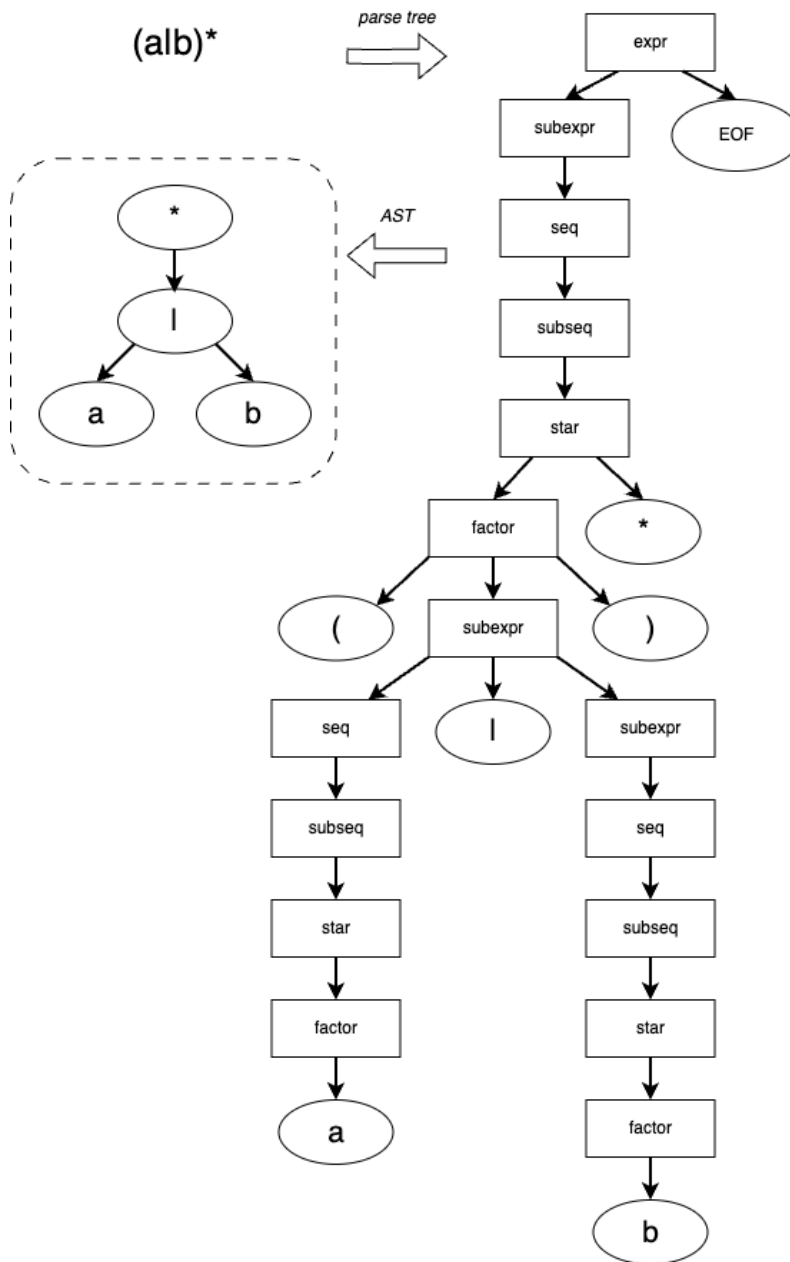 parse tree
(a|b)*
expr
subexpr
EOF
*
AST
seq
|
subseq
a
b
star
factor
*
(
subexpr
)
seq
|
subexpr
subseq
seq
star
subseq
factor
star
a
factor
b